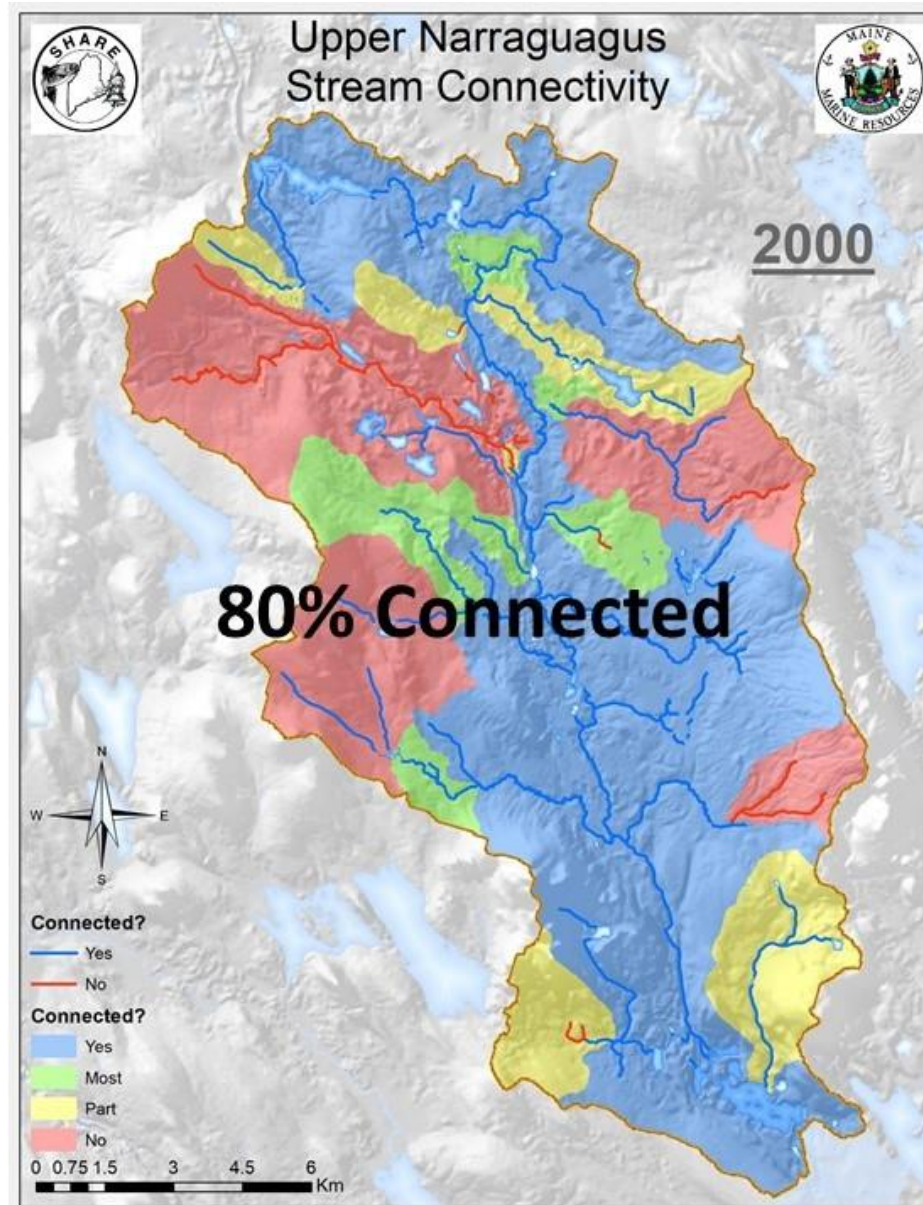 SHARE
Upper Narraguagus
Stream Connectivity
MAINE
MARINE RESOURCES
2000
80% Connected
N
W E
S
Connected?
Yes
No
Connected?
Yes
Most
Part
No
0 0.75 1.5 3 4.5 6
Km